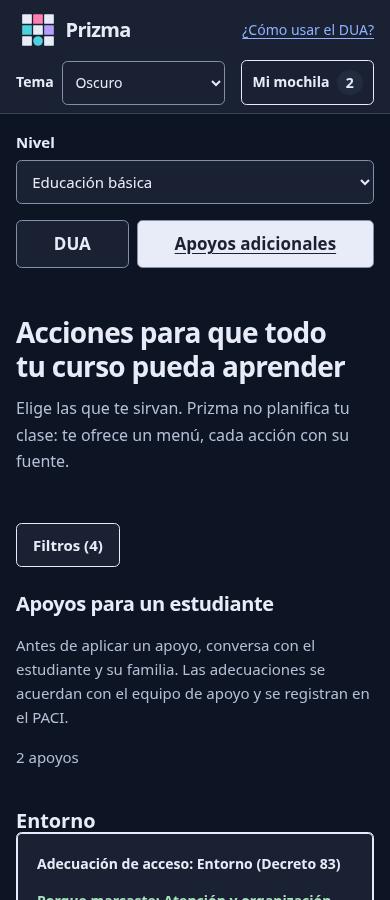 Prizma
¿Cómo usar el DUA?
Tema
Oscuro
Mi mochila 2
Nivel
Educación básica
DUA
Apoyos adicionales
Acciones para que todo
tu curso pueda aprender
Elige las que te sirvan. Prizma no planifica tu
clase: te ofrece un menú, cada acción con su
fuente.
Filtros (4)
Apoyos para un estudiante
Antes de aplicar un apoyo, conversa con el
estudiante y su familia. Las adecuaciones se
acuerdan con el equipo de apoyo y se registran en
el PACI.
2 apoyos
Entorno
Adecuación de acceso: Entorno (Decreto 83)
Porque marcaste: Atención y organización